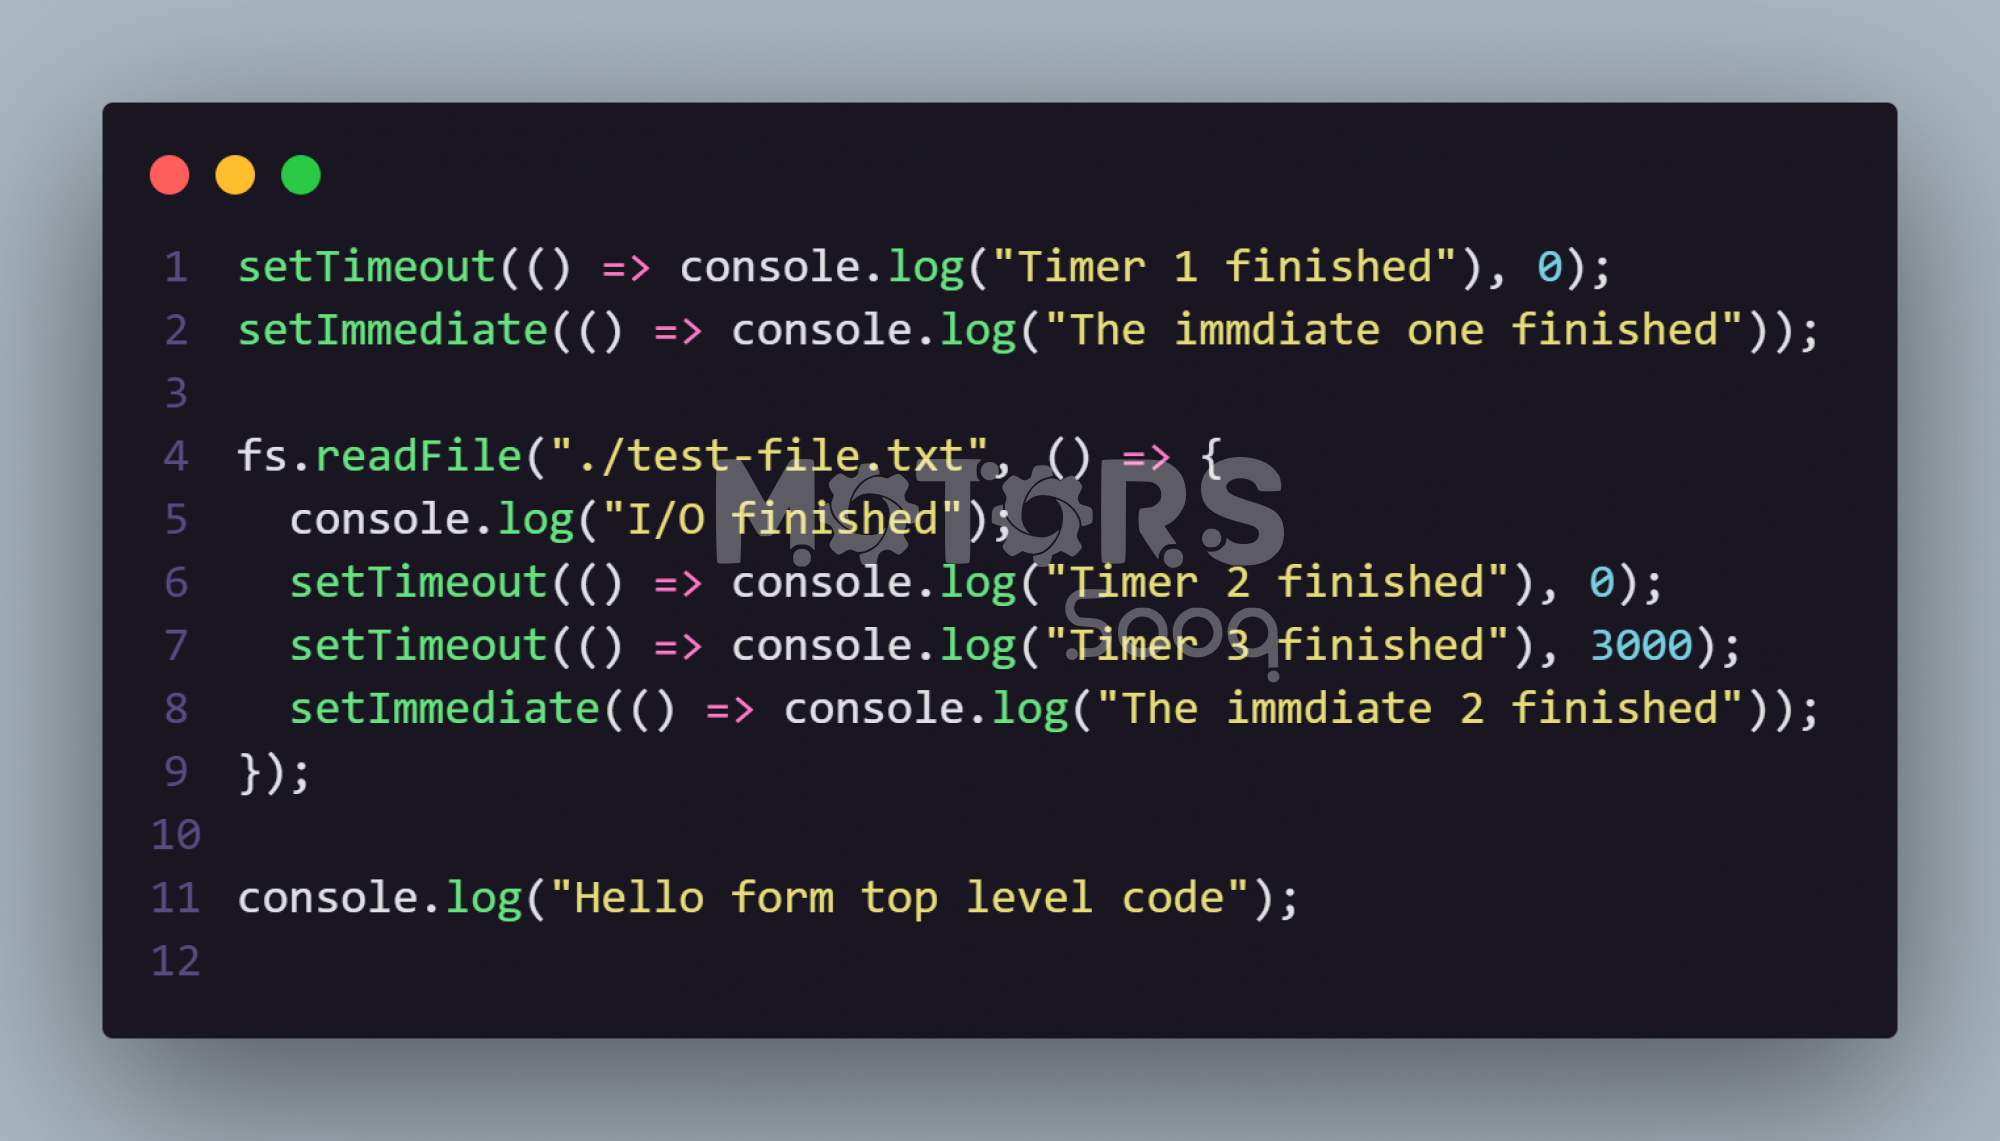 1 setTimeout(() => console.log("Timer 1 finished"), 0);
2 setImmediate(() => console.log("The immdiate one finished"));
3
4 fs.readFile("./test-file.txt", () => {
5   console.log("I/O finished");
6   setTimeout(() => console.log("Timer 2 finished"), 0);
7   setTimeout(() => console.log("Timer 3 finished"), 3000);
8   setImmediate(() => console.log("The immdiate 2 finished"));
9 });
10
11 console.log("Hello form top level code");
12
MOTORS
Sooq